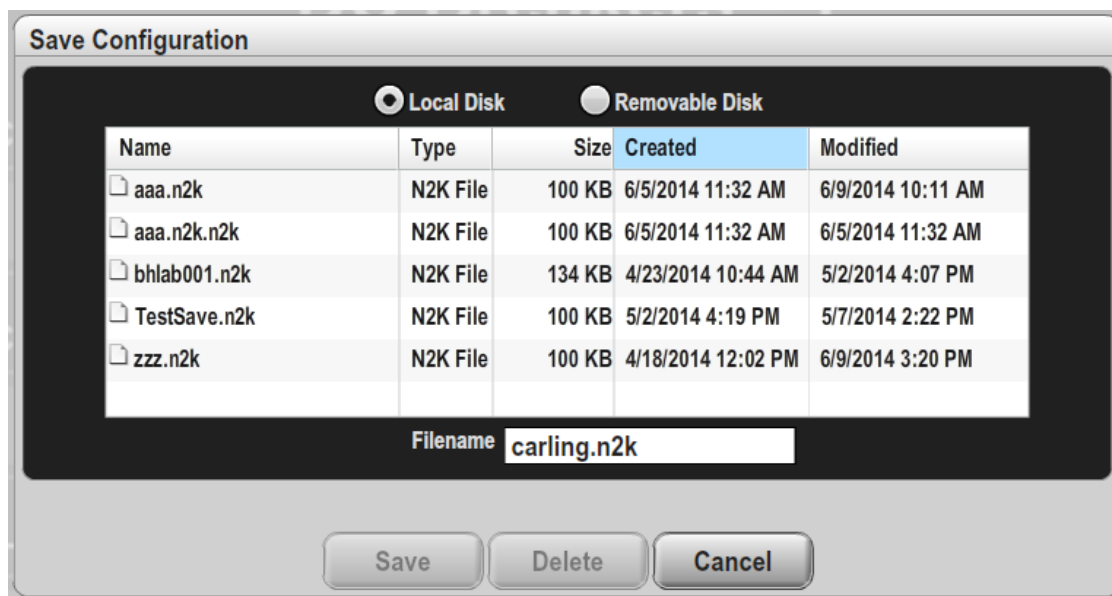 Save Configuration
Local Disk Removable Disk
Name Type Size Created Modified
aaa.n2k N2K File 100 KB 6/5/2014 11:32 AM 6/9/2014 10:11 AM
aaa.n2k.n2k N2K File 100 KB 6/5/2014 11:32 AM 6/5/2014 11:32 AM
bhlab001.n2k N2K File 134 KB 4/23/2014 10:44 AM 5/2/2014 4:07 PM
TestSave.n2k N2K File 100 KB 5/2/2014 4:19 PM 5/7/2014 2:22 PM
zzz.n2k N2K File 100 KB 4/18/2014 12:02 PM 6/9/2014 3:20 PM
Filename carling.n2k
Save Delete Cancel